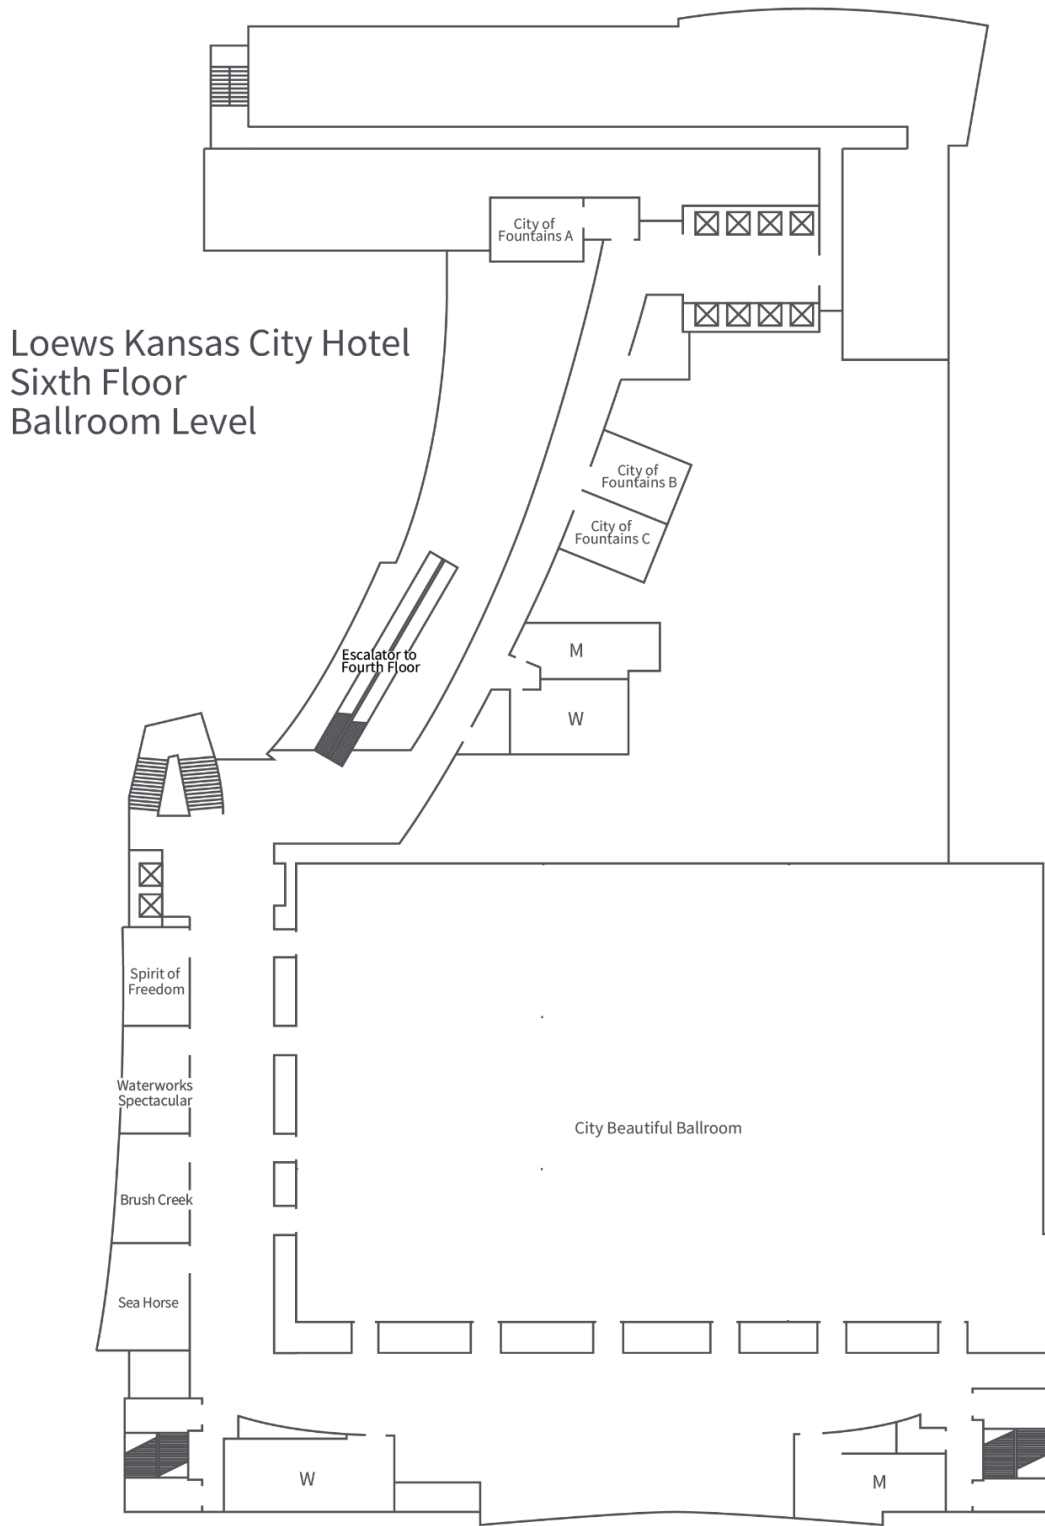 City of
Fountains A
Loews Kansas City Hotel
Sixth Floor
Ballroom Level
City of
Fountains B
City of
Fountains C
Escalator to
Fourth Floor
M
W
Spirit of
Freedom
Waterworks
Spectacular
City Beautiful Ballroom
Brush Creek
Sea Horse
W
M